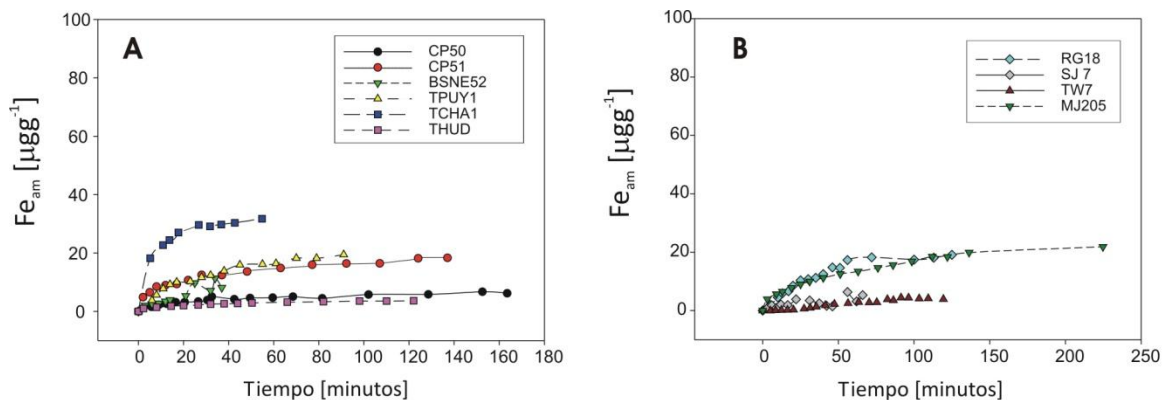 A
CP50
CP51
BSNE52
TPUY1
TCHA1
THUD
Fe_am [µgg⁻¹]
100
80
60
40
20
0
0 20 40 60 80 100 120 140 160 180
Tiempo [minutos]
B
RG18
SJ 7
TW7
MJ205
Fe_am [µgg⁻¹]
100
80
60
40
20
0
0 50 100 150 200 250
Tiempo [minutos]